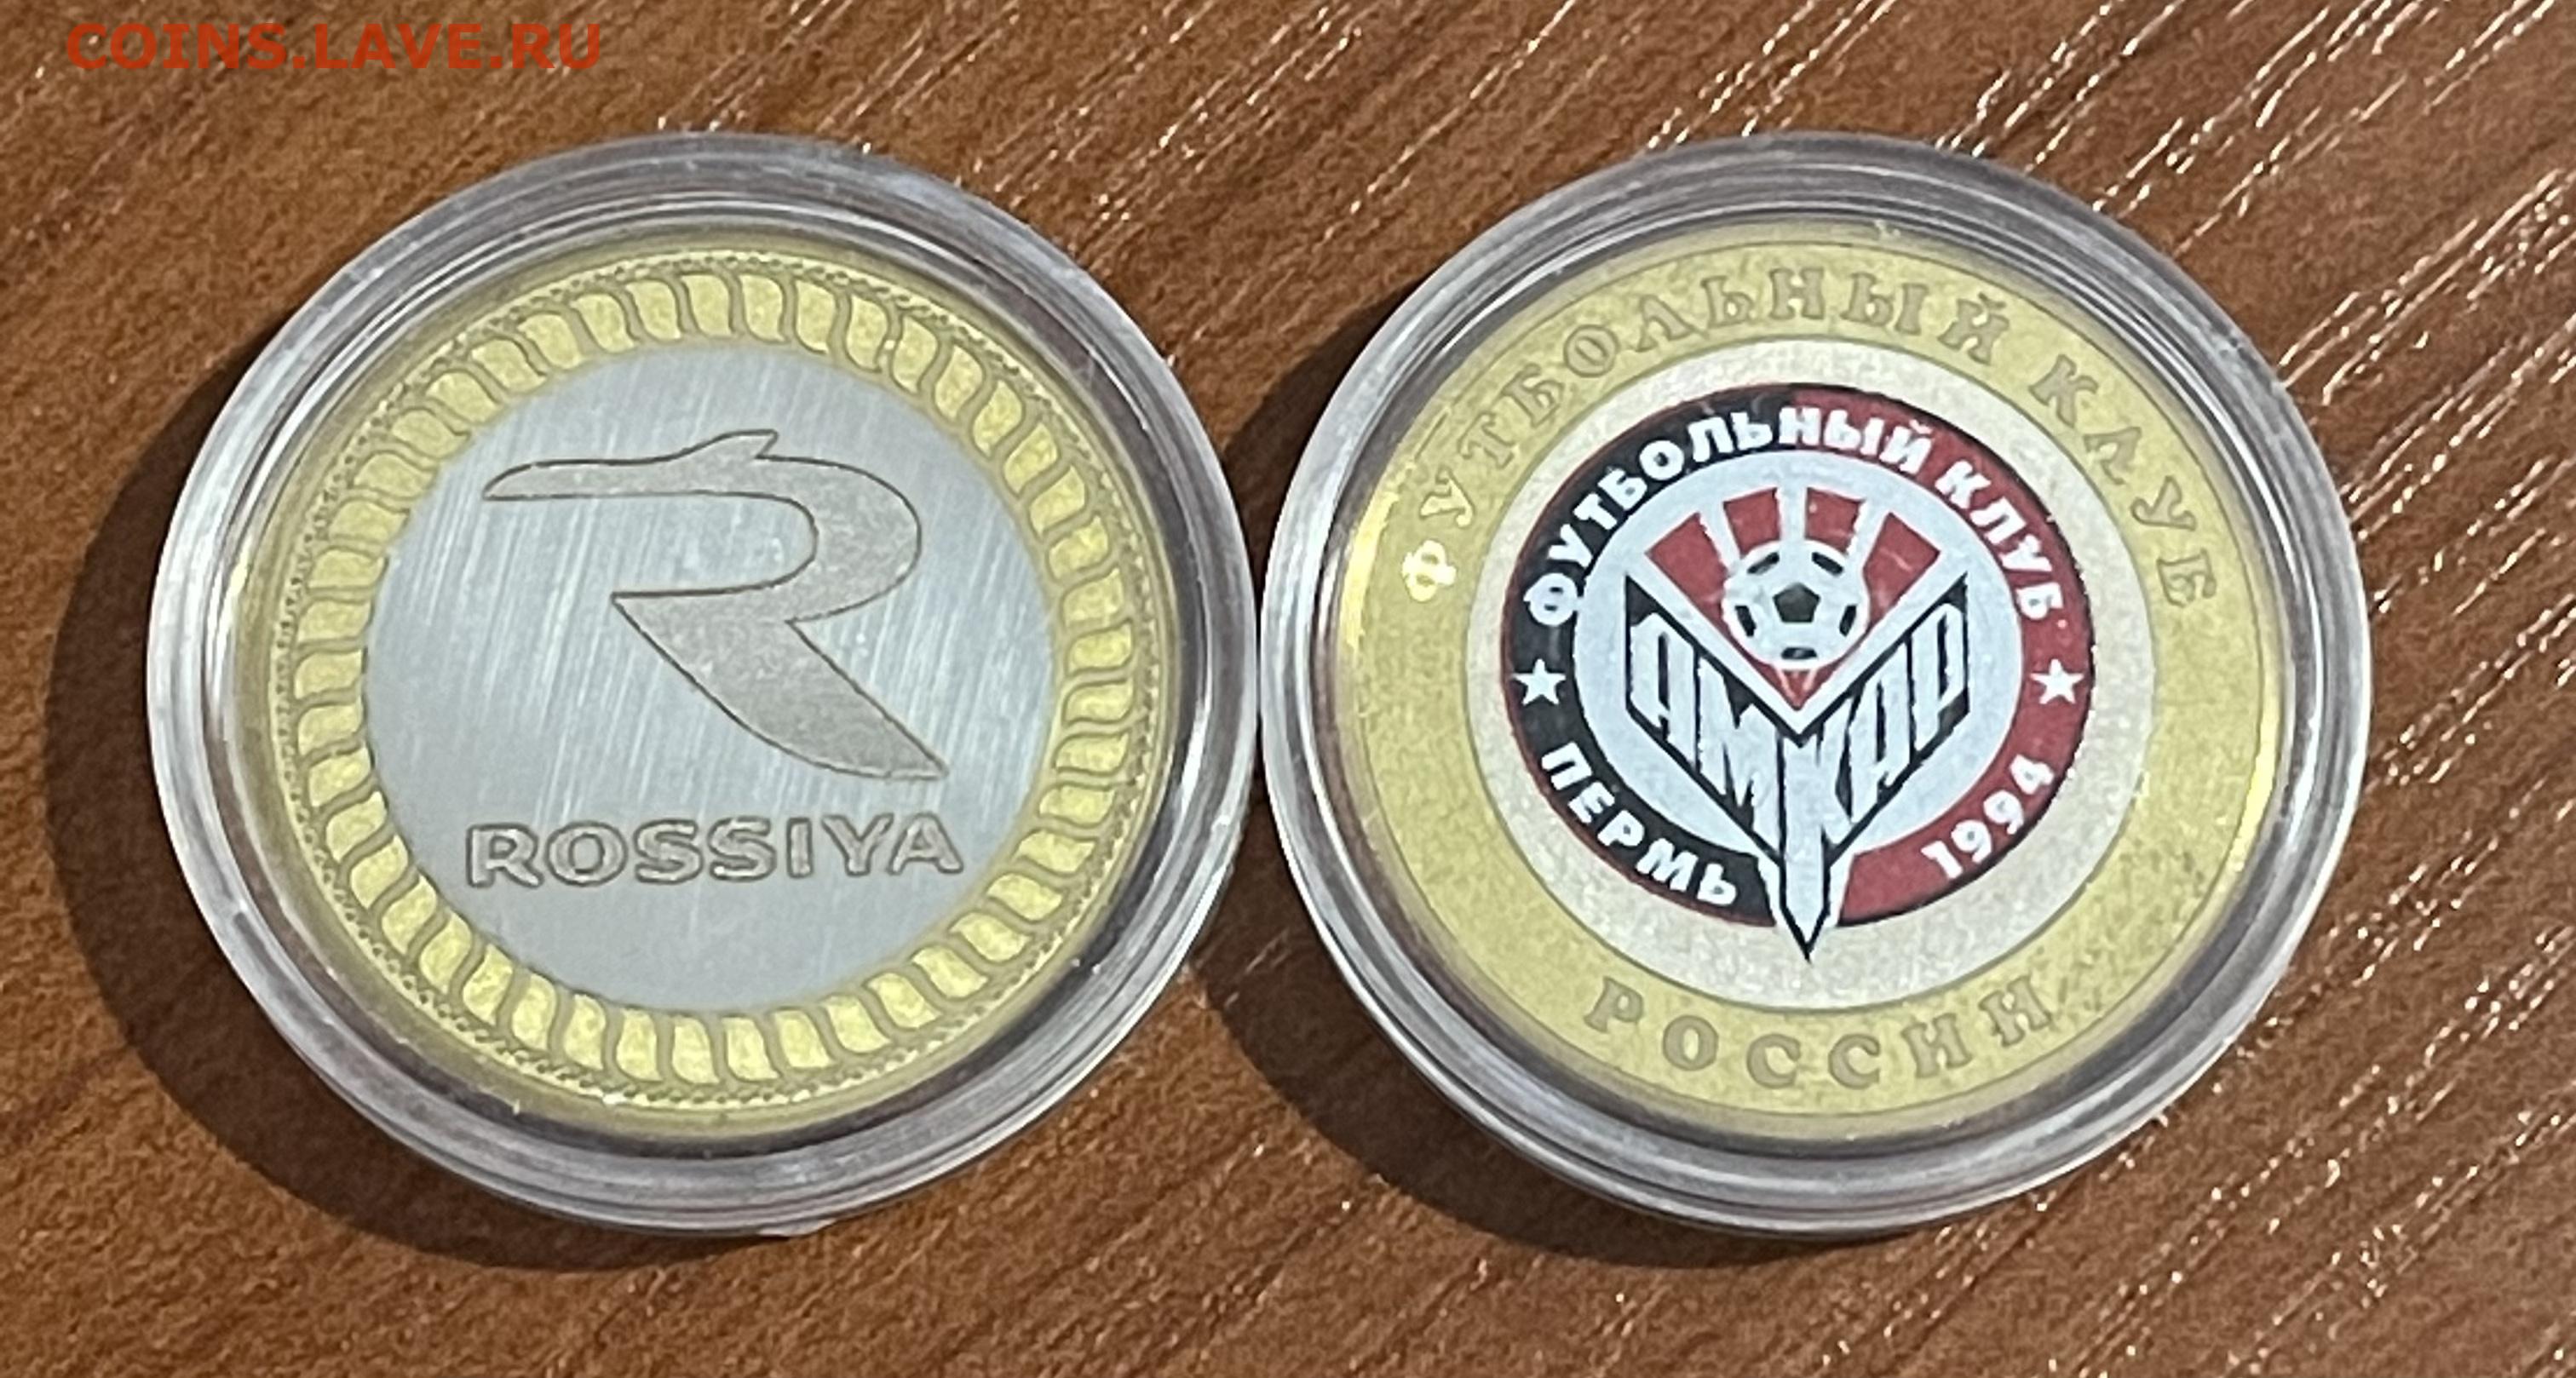 COINS.LAVE.RU
R
ROSSIYA
ФУТБОЛЬНЫЙ КЛУБ
ФУТБОЛЬНЫЙ КЛУБ
АМКАР
ПЕРМЬ 1994
РОССИИ